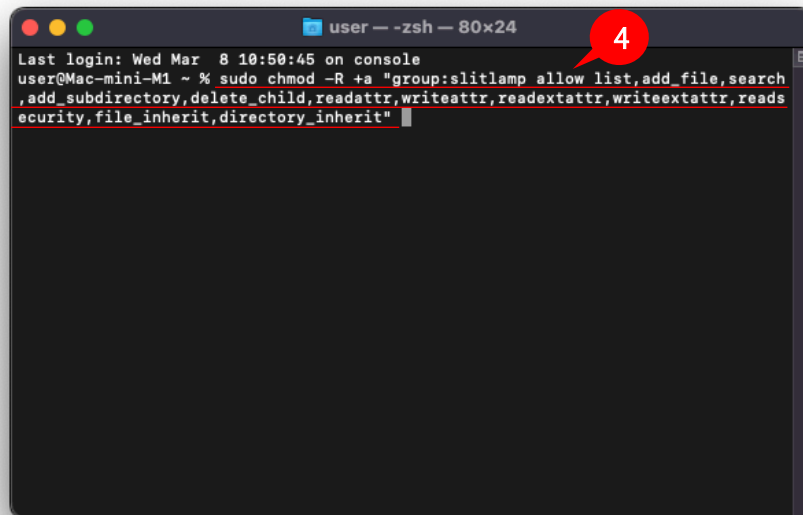 user — -zsh — 80×24
4
Last login: Wed Mar  8 10:50:45 on console
user@Mac-mini-M1 ~ % sudo chmod -R +a "group:slitlamp allow list,add_file,search
,add_subdirectory,delete_child,readattr,writeattr,readextattr,writeextattr,reads
ecurity,file_inherit,directory_inherit"